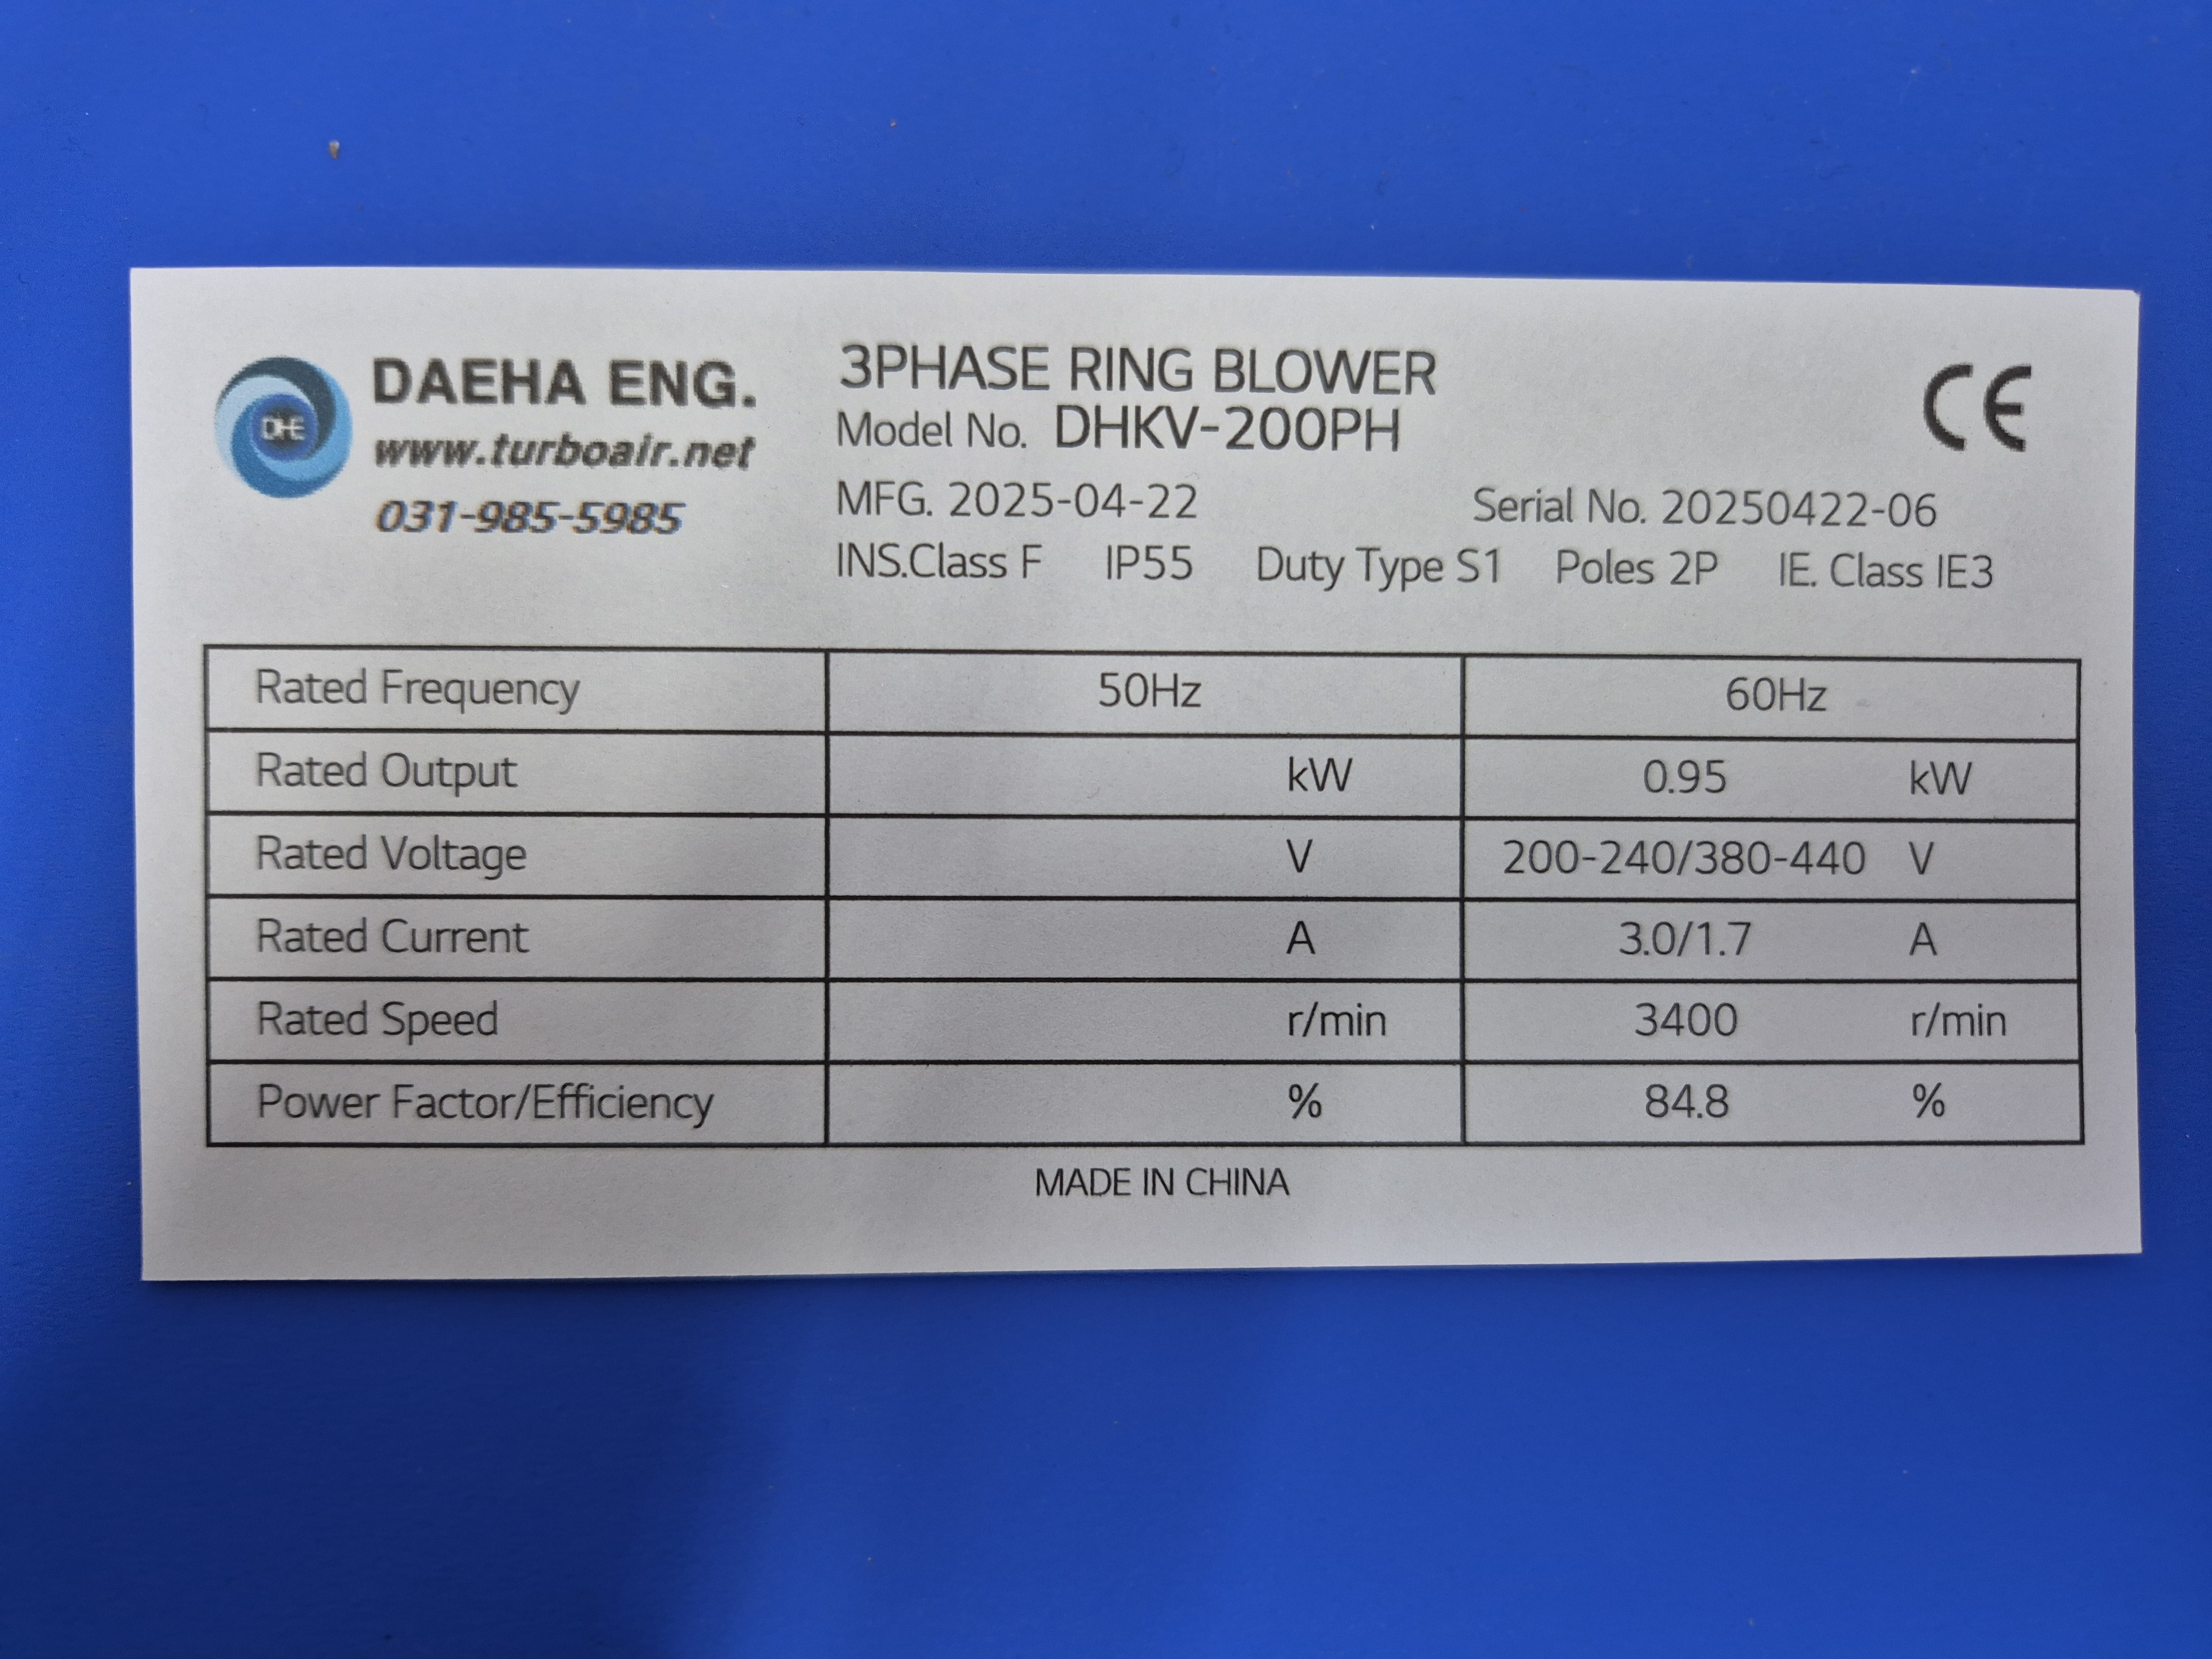 DHE
DAEHA ENG.
www.turboair.net
031-985-5985
3PHASE RING BLOWER
Model No. DHKV-200PH
CE
MFG. 2025-04-22 Serial No. 20250422-06
INS.Class F IP55 Duty Type S1 Poles 2P IE. Class IE3
Rated Frequency 50Hz 60Hz
Rated Output kW 0.95 kW
Rated Voltage V 200-240/380-440 V
Rated Current A 3.0/1.7 A
Rated Speed r/min 3400 r/min
Power Factor/Efficiency % 84.8 %
MADE IN CHINA